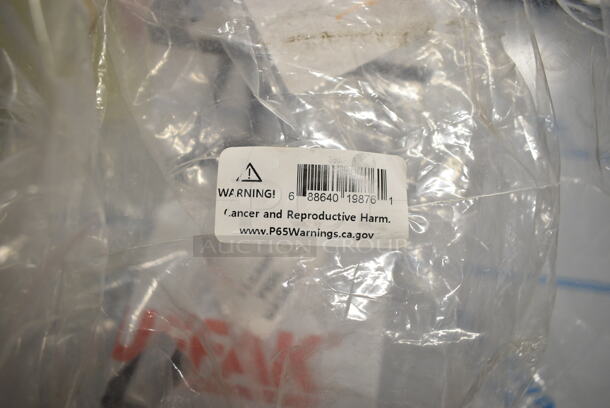 WARNING!
6 88640 19876 1
Cancer and Reproductive Harm.
www.P65Warnings.ca.gov
AUCTION GROUP